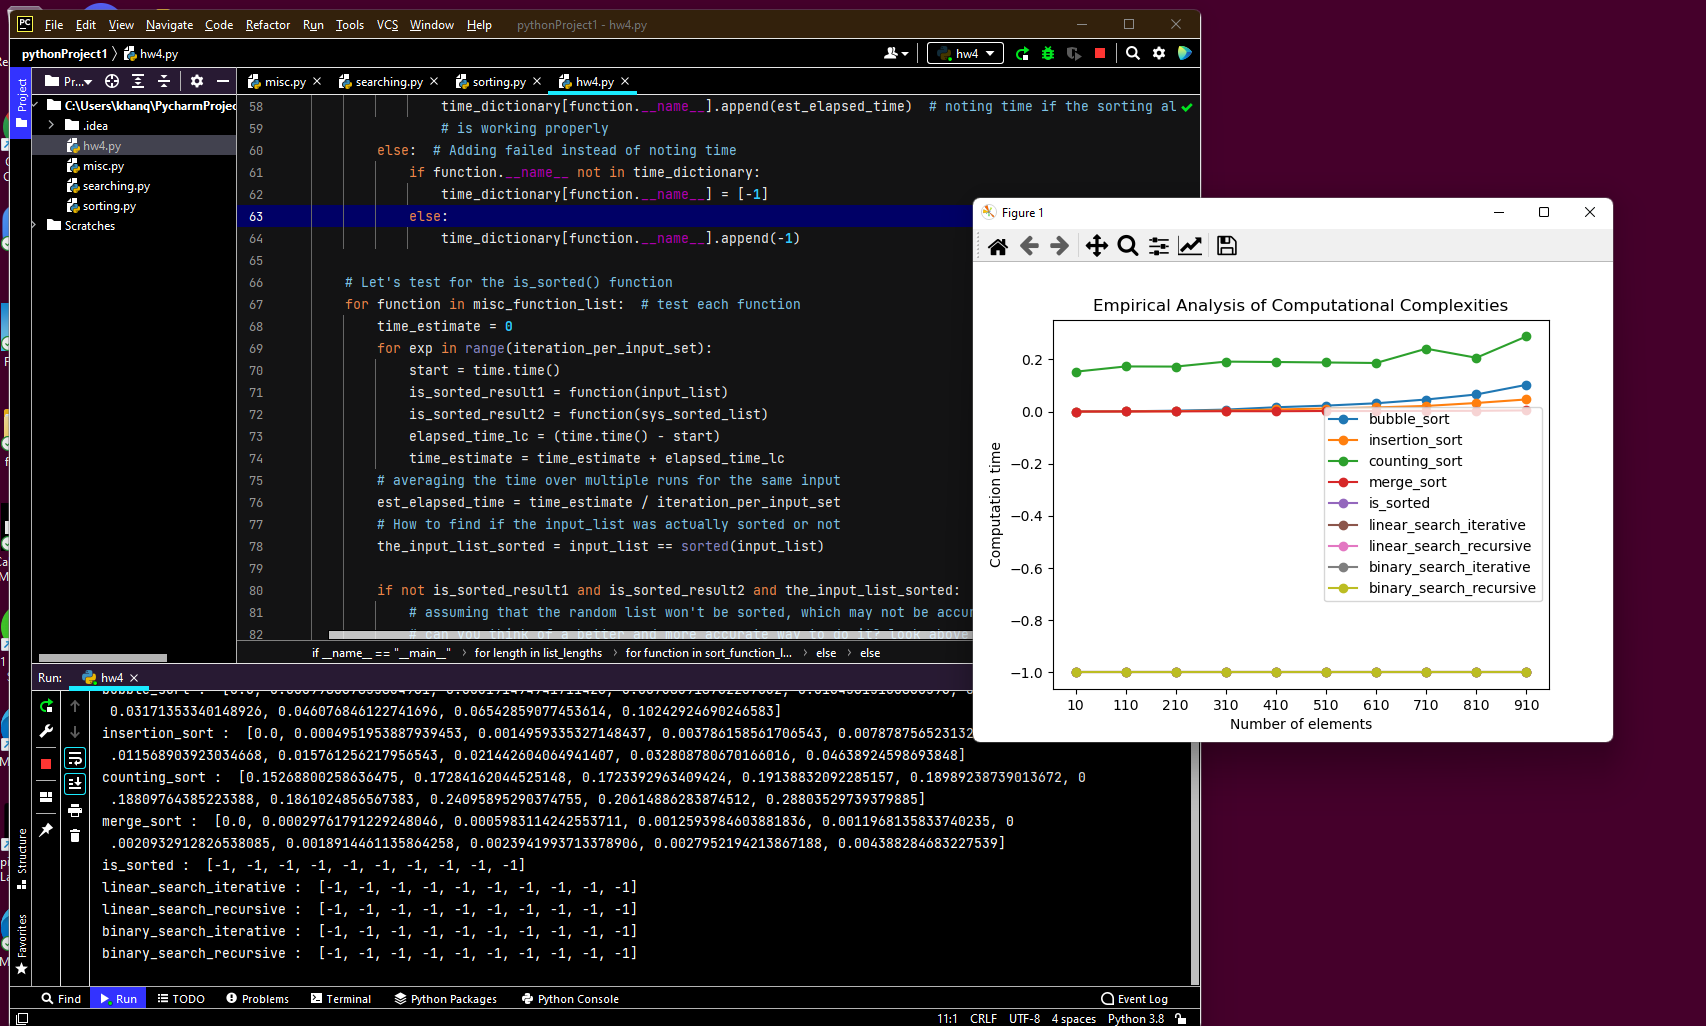 File Edit View Navigate Code Refactor Run Tools VCS Window Help pythonProject1 - hw4.py
pythonProject1 hw4.py
hw4
Project
Pr...
misc.py
searching.py
sorting.py
hw4.py
C:\Users\khanq\PycharmProjec
.idea
hw4.py
misc.py
searching.py
sorting.py
Scratches
58 time_dictionary[function.__name__].append(est_elapsed_time)  # noting time if the sorting al
59 # is working properly
60 else:  # Adding failed instead of noting time
61 if function.__name__ not in time_dictionary:
62 time_dictionary[function.__name__] = [-1]
63 else:
64 time_dictionary[function.__name__].append(-1)
65
66 # Let's test for the is_sorted() function
67 for function in misc_function_list:  # test each function
68 time_estimate = 0
69 for exp in range(iteration_per_input_set):
70 start = time.time()
71 is_sorted_result1 = function(input_list)
72 is_sorted_result2 = function(sys_sorted_list)
73 elapsed_time_lc = (time.time() - start)
74 time_estimate = time_estimate + elapsed_time_lc
75 # averaging the time over multiple runs for the same input
76 est_elapsed_time = time_estimate / iteration_per_input_set
77 # How to find if the input_list was actually sorted or not
78 the_input_list_sorted = input_list == sorted(input_list)
79
80 if not is_sorted_result1 and is_sorted_result2 and the_input_list_sorted:
81 # assuming that the random list won't be sorted, which may not be accur
82 # can you think of a better and more accurate way to do it? look above
if __name__ == "__main__" for length in list_lengths for function in sort_function_l... else else
Figure 1
Empirical Analysis of Computational Complexities
Computation time
0.2
0.0
−0.2
−0.4
−0.6
−0.8
−1.0
bubble_sort
insertion_sort
counting_sort
merge_sort
is_sorted
linear_search_iterative
linear_search_recursive
binary_search_iterative
binary_search_recursive
10 110 210 310 410 510 610 710 810 910
Number of elements
Run: hw4
0.03171353340148926, 0.046076846122741696, 0.06542859077453614, 0.10242924690246583]
insertion_sort :  [0.0, 0.0004951953887939453, 0.0014959335327148437, 0.003786158561706543, 0.007878756523132
.011568903923034668, 0.015761256217956543, 0.021442604064941407, 0.032808780670166016, 0.04638924598693848]
counting_sort :  [0.15268800258636475, 0.17284162044525148, 0.1723392963409424, 0.19138832092285157, 0.18989238739013672, 0
.18809764385223388, 0.1861024856567383, 0.24095895290374755, 0.20614886283874512, 0.28803529739379885]
merge_sort :  [0.0, 0.00029761791229248046, 0.0005983114242553711, 0.0012593984603881836, 0.0011968135833740235, 0
.0020932912826538085, 0.0018914461135864258, 0.0023941993713378906, 0.0027952194213867188, 0.004388284683227539]
is_sorted :  [-1, -1, -1, -1, -1, -1, -1, -1, -1, -1]
linear_search_iterative :  [-1, -1, -1, -1, -1, -1, -1, -1, -1, -1]
linear_search_recursive :  [-1, -1, -1, -1, -1, -1, -1, -1, -1, -1]
binary_search_iterative :  [-1, -1, -1, -1, -1, -1, -1, -1, -1, -1]
binary_search_recursive :  [-1, -1, -1, -1, -1, -1, -1, -1, -1, -1]
Structure
Favorites
Find Run TODO Problems Terminal Python Packages Python Console Event Log
11:1 CRLF UTF-8 4 spaces Python 3.8